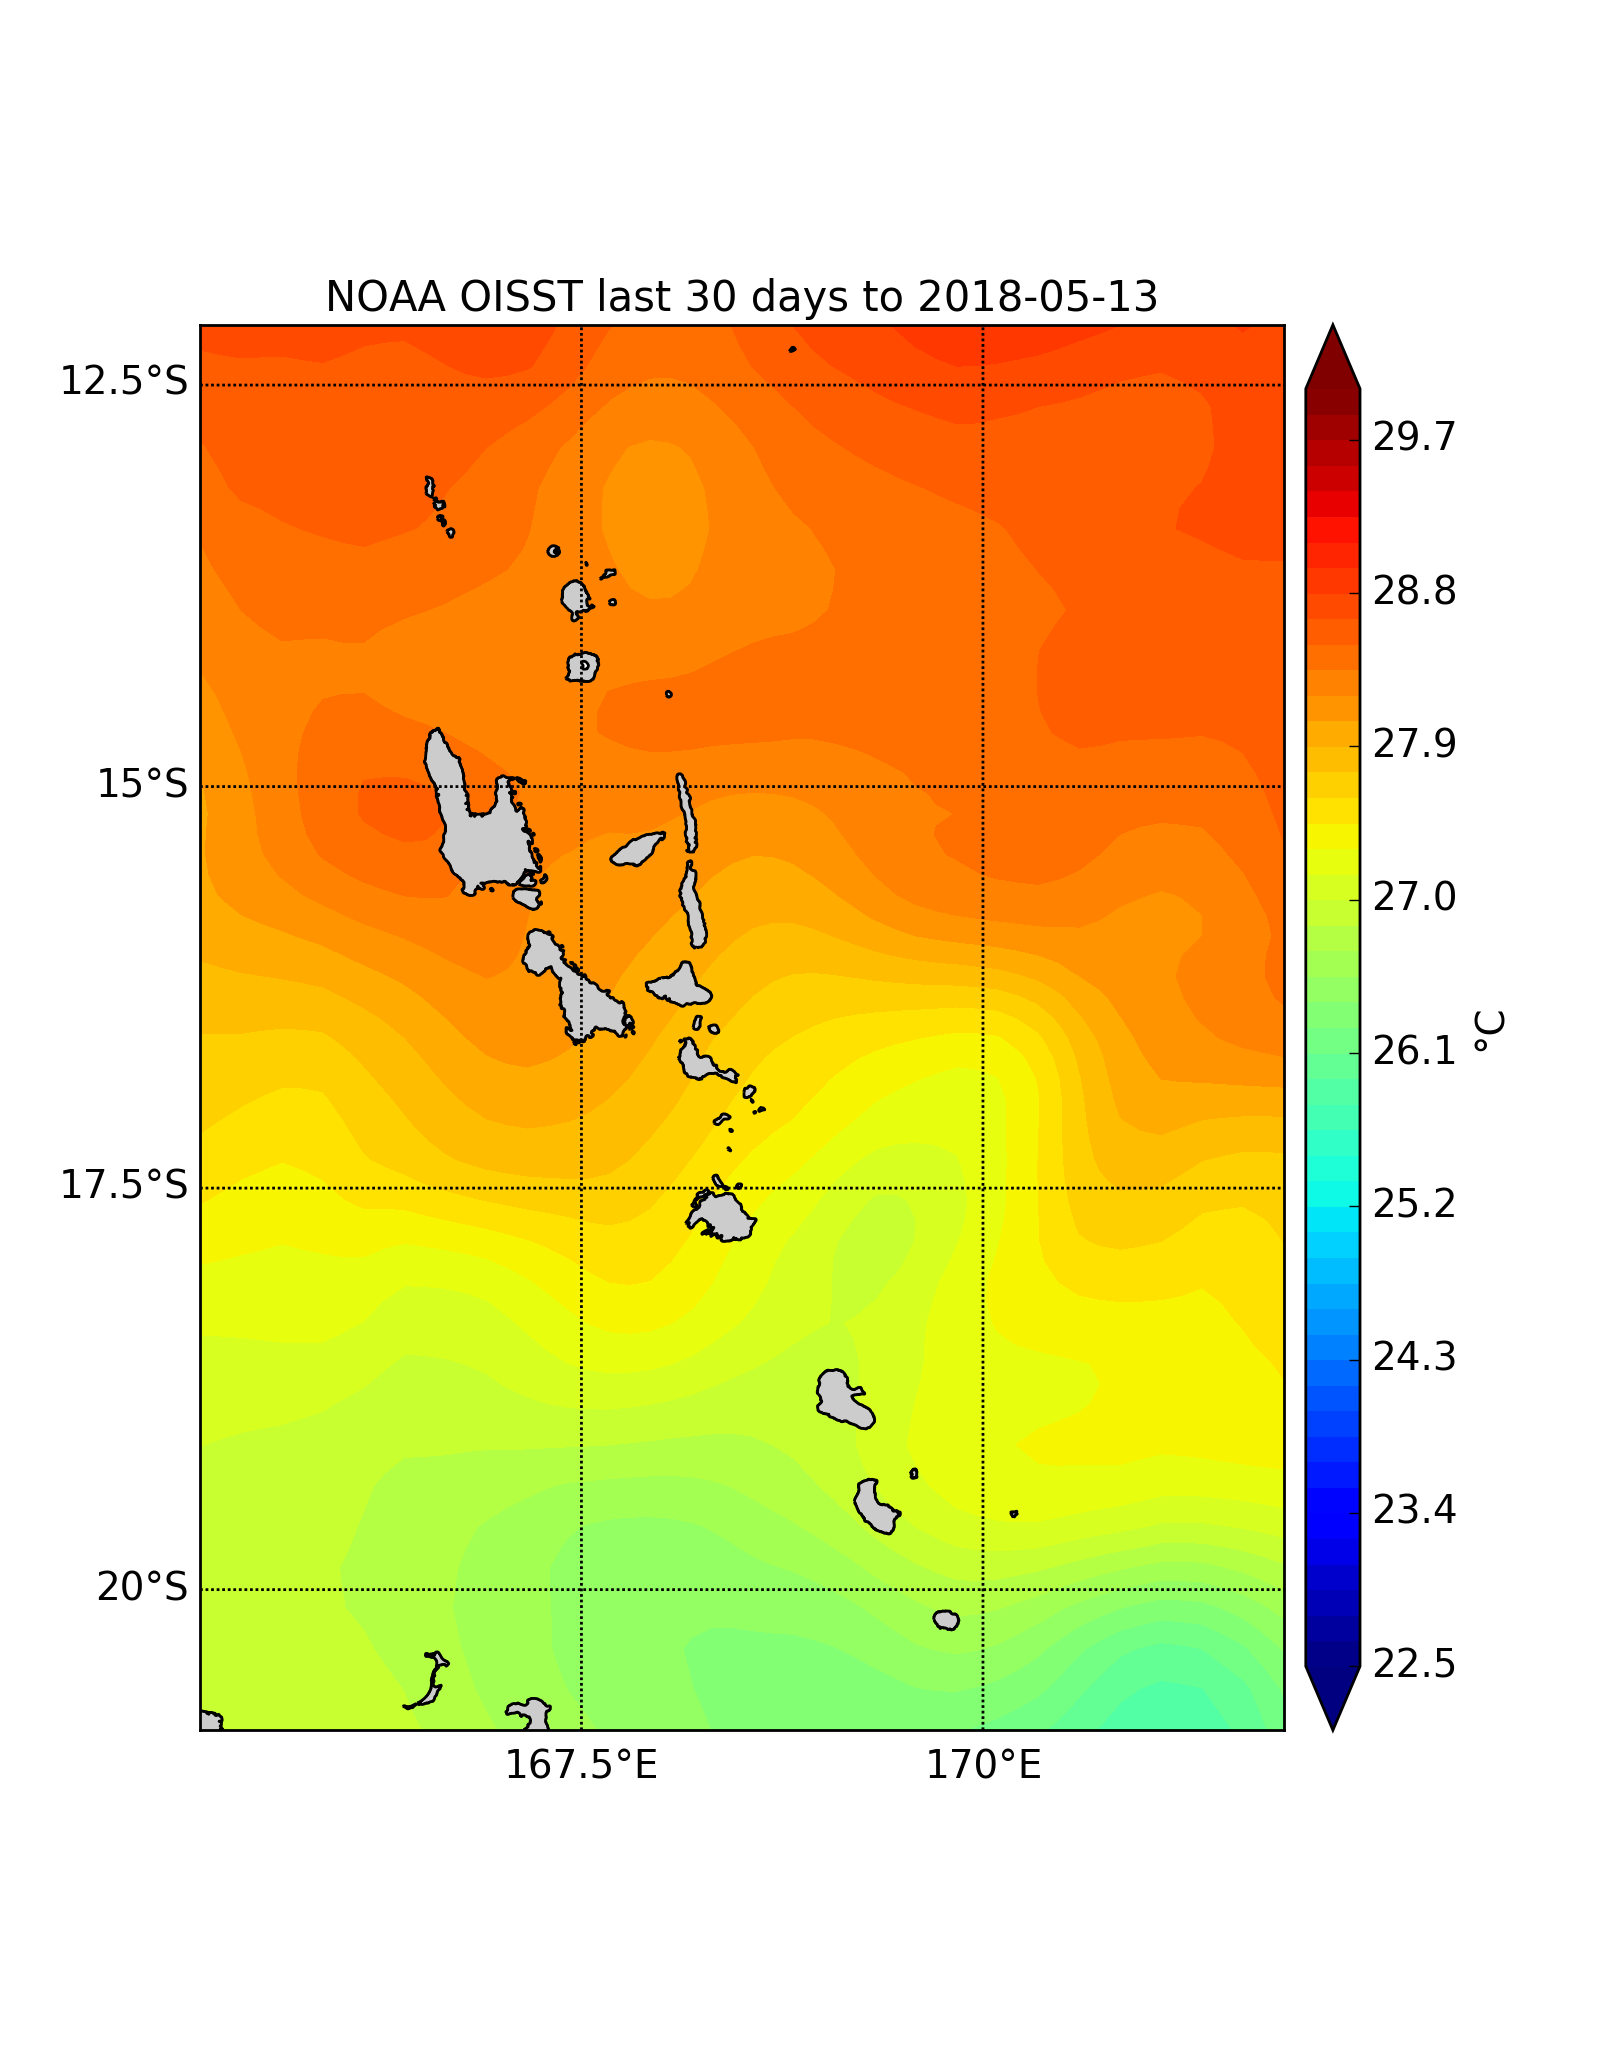 NOAA OISST last 30 days to 2018-05-13
12.5°S
15°S
17.5°S
20°S
167.5°E
170°E
29.7
28.8
27.9
27.0
26.1
25.2
24.3
23.4
22.5
°C